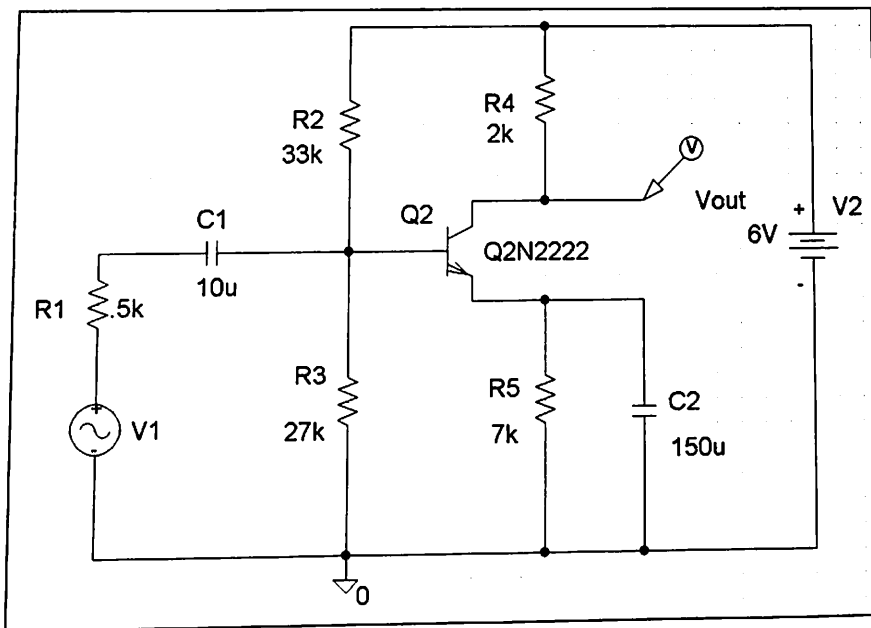 R2
33k
R4
2k
V
Vout
+
V2
6V
-
C1
10u
Q2
Q2N2222
R1
.5k
R3
27k
R5
7k
C2
150u
+
-
V1
0